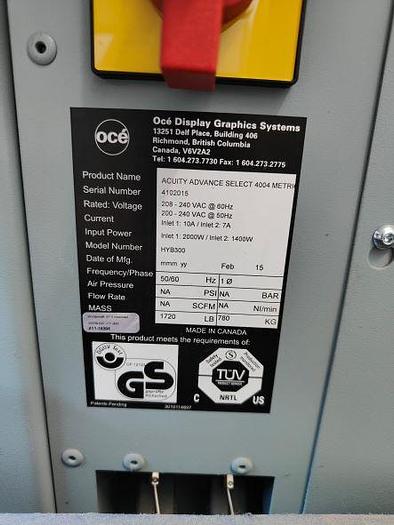 océ
Océ Display Graphics Systems
13251 Delf Place, Building 406
Richmond, British Columbia
Canada, V6V2A2
Tel: 1 604.273.7730 Fax: 1 604.273.2775
Product Name ACUITY ADVANCE SELECT 4004 METRI
Serial Number 4102015
Rated: Voltage 208 - 240 VAC @ 60Hz
200 - 240 VAC @ 50Hz
Current Inlet 1: 10A / Inlet 2: 7A
Input Power Inlet 1: 2000W / Inlet 2: 1400W
Model Number HYB300
Date of Mfg. mmm yy Feb 15
Frequency/Phase 50/60 Hz 1 Ø
Air Pressure NA PSI NA BAR
Flow Rate NA SCFM NA Nl/min
MASS 1720 LB 780 KG
MADE IN CANADA
This product meets the requirements of:
GS
geprüfte
Sicherheit
TÜV
C NRTL US
Patents Pending